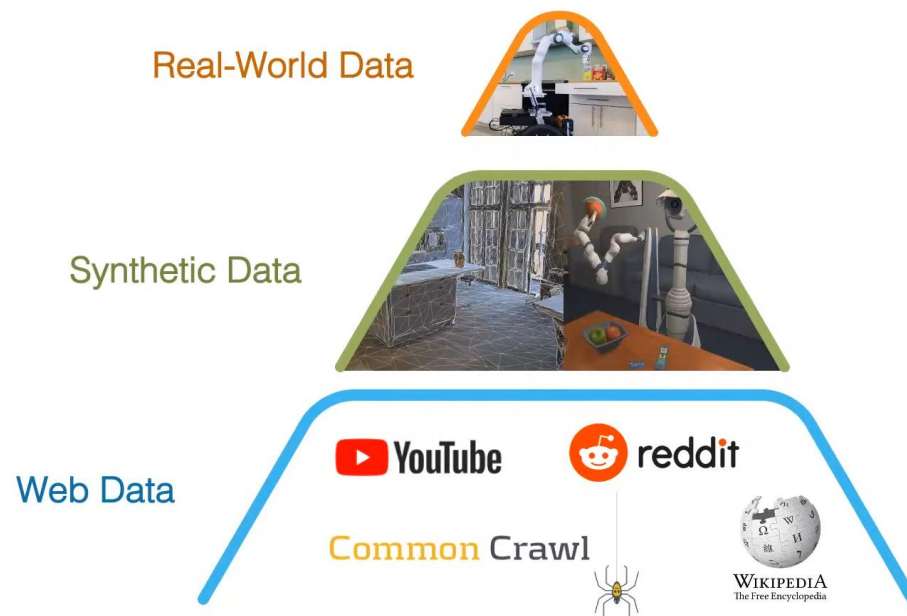 Real-World Data
Synthetic Data
Web Data
YouTube
reddit
Common Crawl
WIKIPEDIA
The Free Encyclopedia